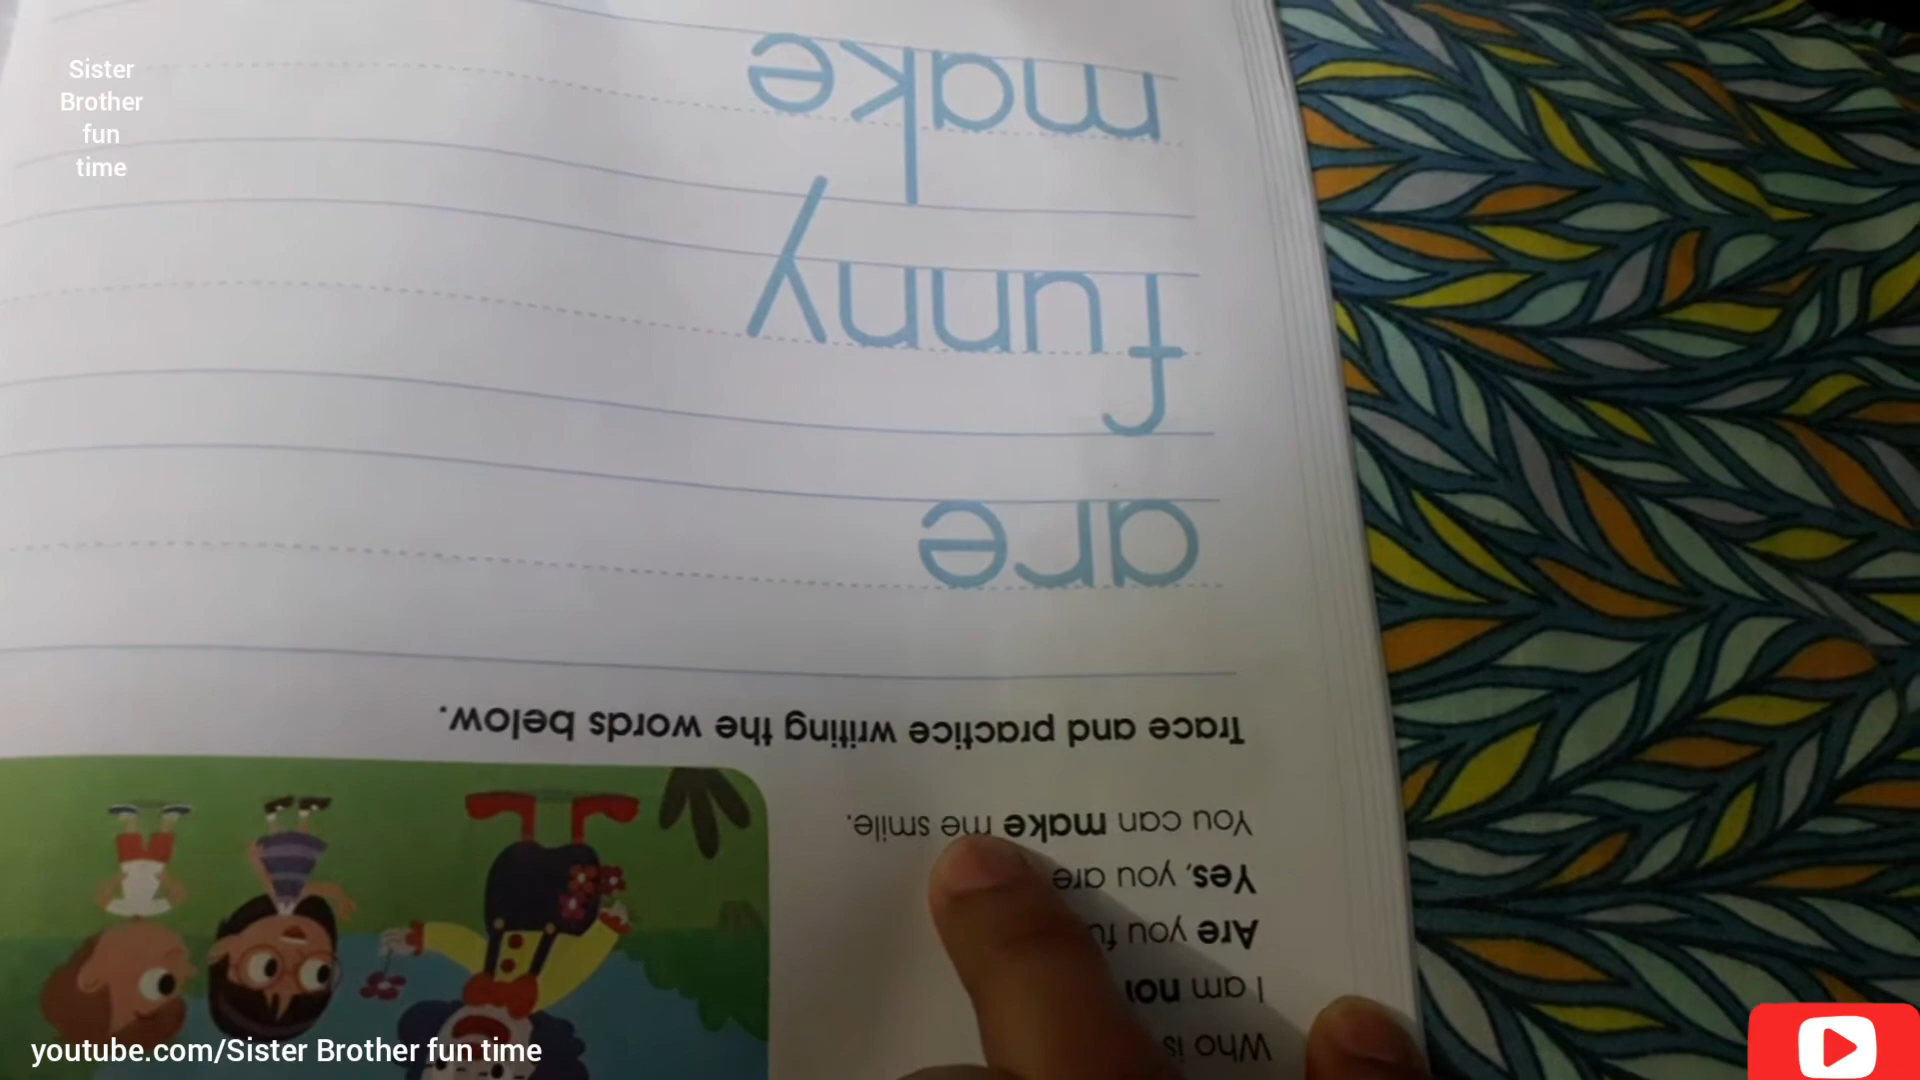 Sister
Brother
fun
time
Who is
I am
Are you
Yes, you are
You can make me smile.
Trace and practice writing the words below.
are
funny
make
youtube.com/Sister Brother fun time